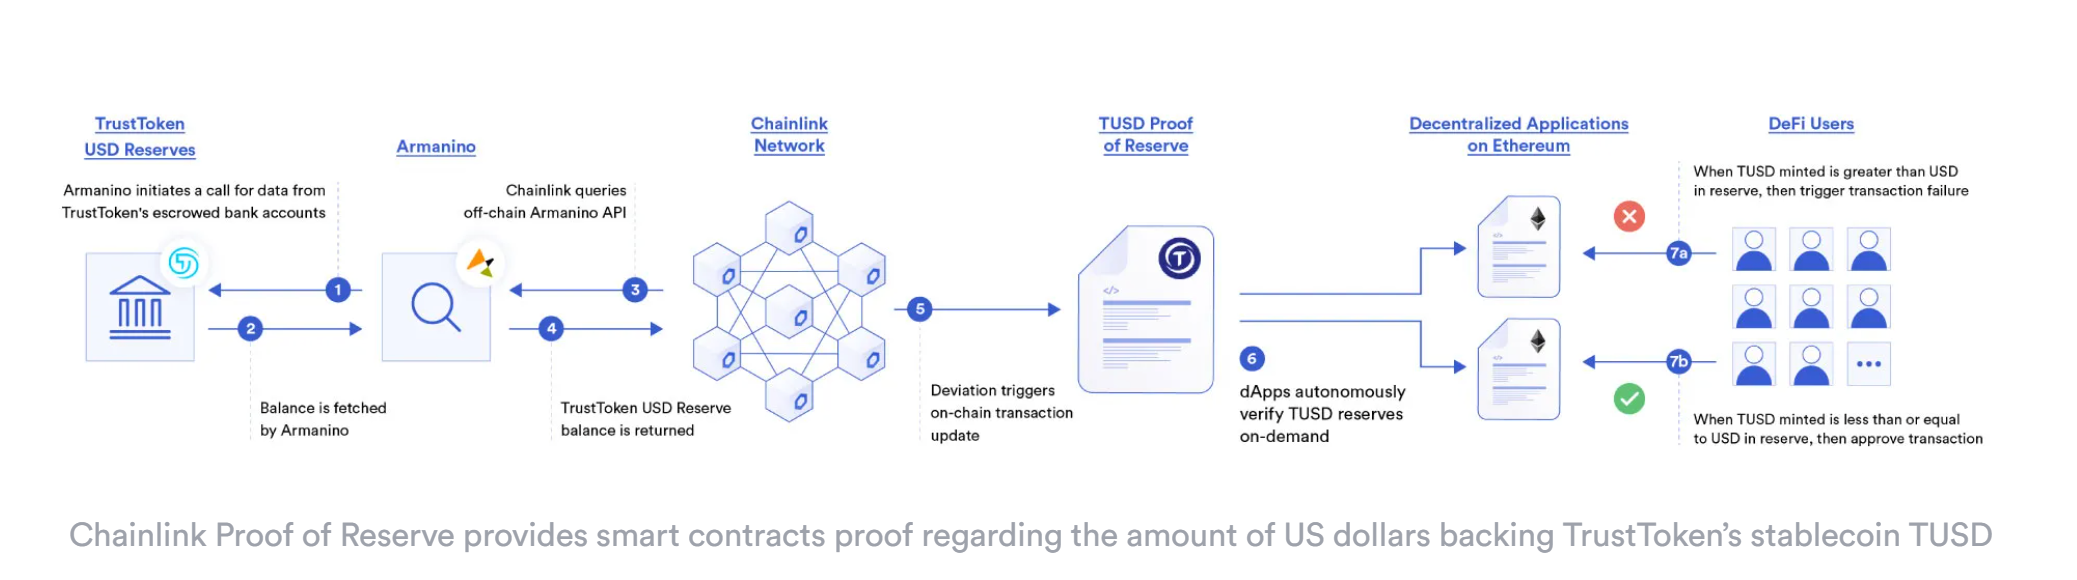 TrustToken
USD Reserves
Armanino
Chainlink
Network
TUSD Proof
of Reserve
Decentralized Applications
on Ethereum
DeFi Users
Armanino initiates a call for data from
TrustToken's escrowed bank accounts
Chainlink queries
off-chain Armanino API
When TUSD minted is greater than USD
in reserve, then trigger transaction failure
1
2
3
4
5
6
7a
7b
T
</>
</>
</>
</>
</>
Balance is fetched
by Armanino
TrustToken USD Reserve
balance is returned
Deviation triggers
on-chain transaction
update
dApps autonomously
verify TUSD reserves
on-demand
When TUSD minted is less than or equal
to USD in reserve, then approve transaction
Chainlink Proof of Reserve provides smart contracts proof regarding the amount of US dollars backing TrustToken’s stablecoin TUSD